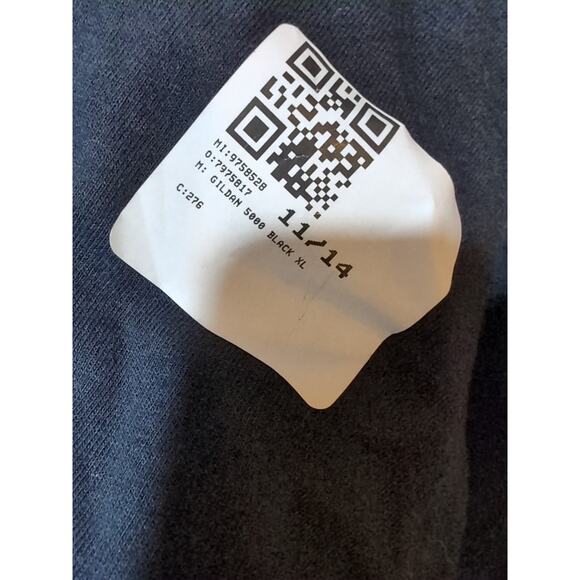 MI:9758528
O:7975817
M: GILDAN 5000 BLACK XL
C:276
11/14